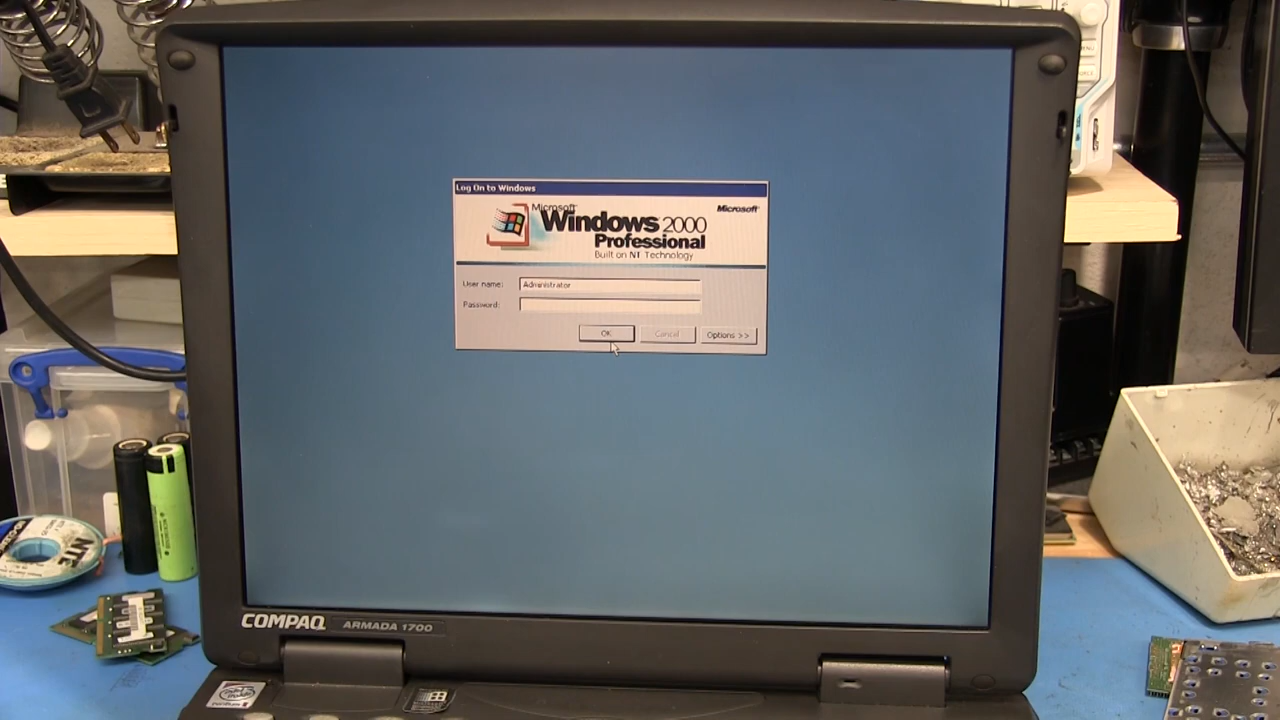 Log On to Windows
Microsoft
Windows 2000
Professional
Built on NT Technology
Microsoft
User name: Administrator
Password:
OK Cancel Options >>
COMPAQ ARMADA 1700
NTE